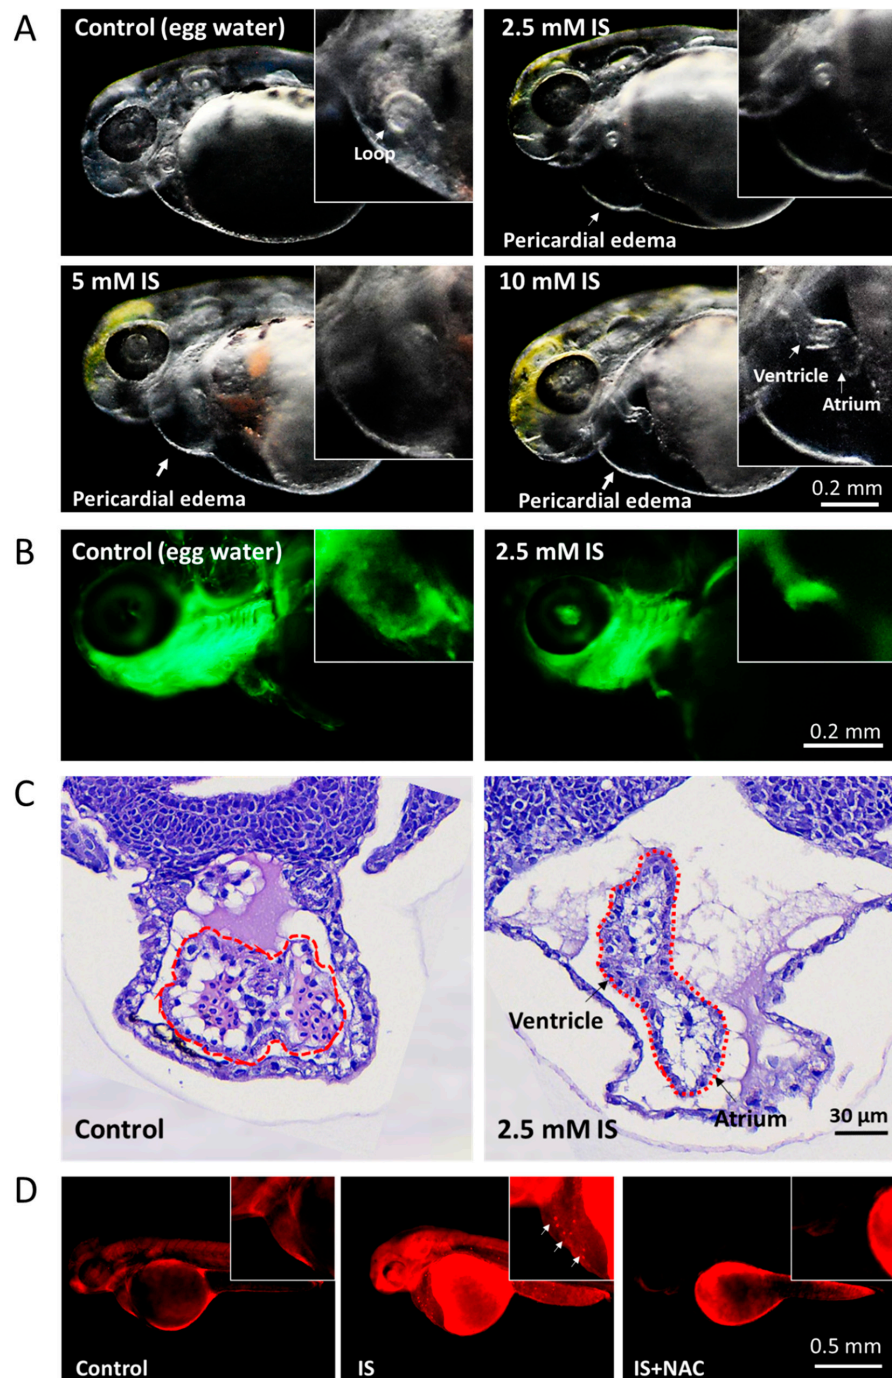 A
Control (egg water)
Loop
2.5 mM IS
Pericardial edema
5 mM IS
Pericardial edema
10 mM IS
Ventricle
Atrium
Pericardial edema
0.2 mm
B
Control (egg water)
2.5 mM IS
0.2 mm
C
Control
Ventricle
Atrium
2.5 mM IS
30 μm
D
Control
IS
IS+NAC
0.5 mm